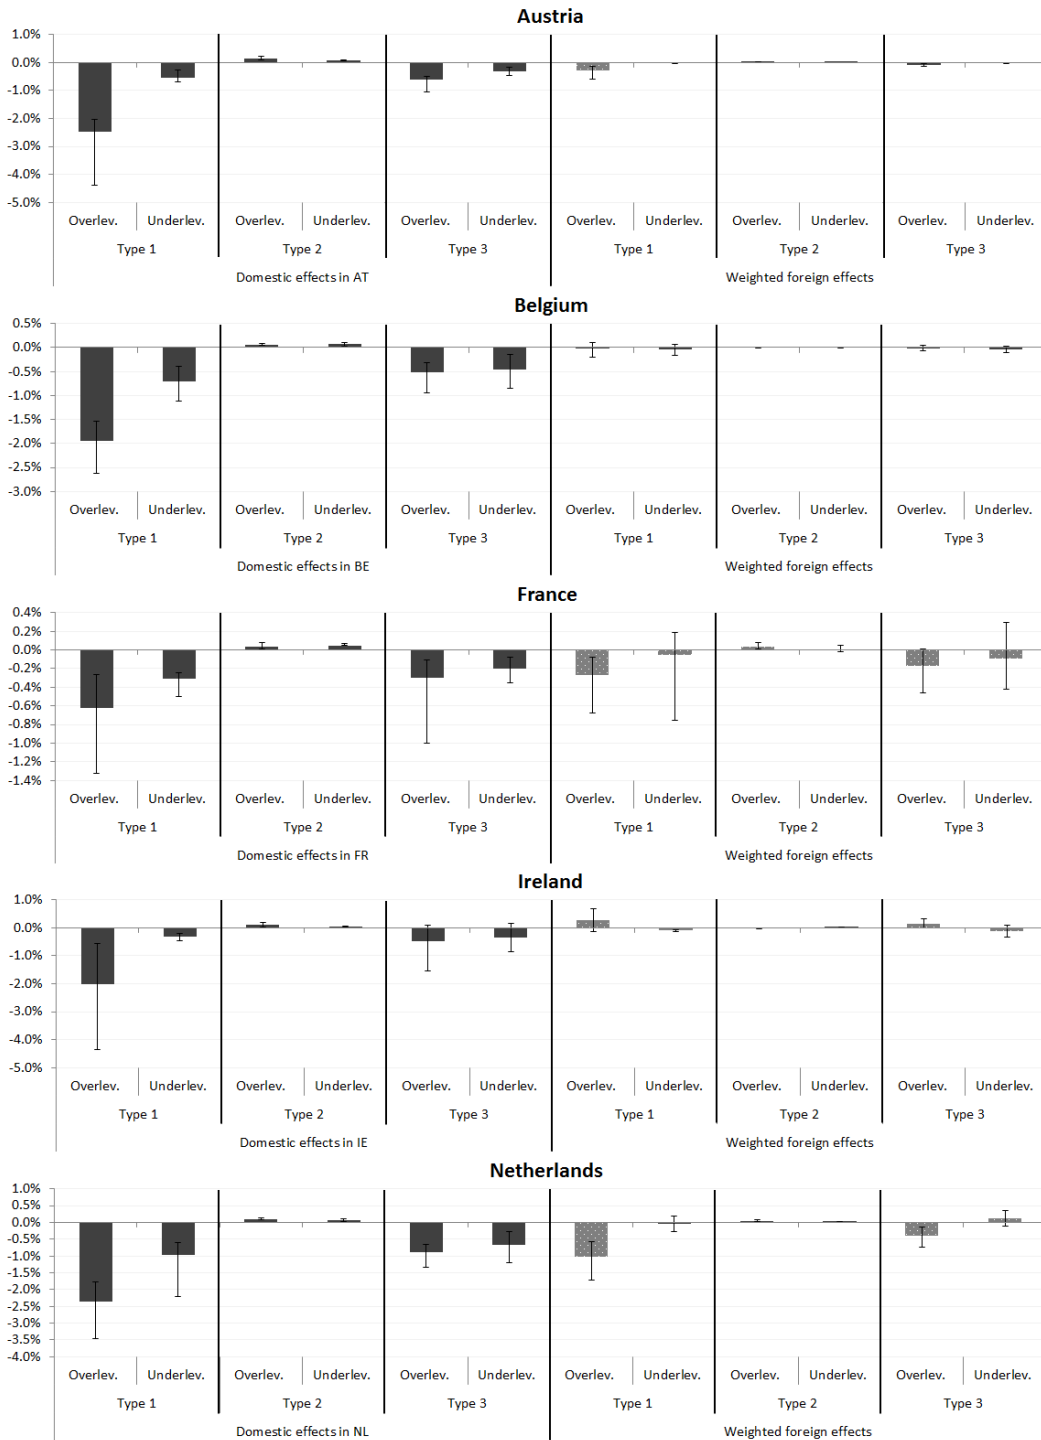 Austria
1.0%
0.0%
-1.0%
-2.0%
-3.0%
-4.0%
-5.0%
Overlev. Underlev. Overlev. Underlev. Overlev. Underlev. Overlev. Underlev. Overlev. Underlev. Overlev. Underlev.
Type 1 Type 2 Type 3 Type 1 Type 2 Type 3
Domestic effects in AT Weighted foreign effects
Belgium
0.5%
0.0%
-0.5%
-1.0%
-1.5%
-2.0%
-2.5%
-3.0%
Overlev. Underlev. Overlev. Underlev. Overlev. Underlev. Overlev. Underlev. Overlev. Underlev. Overlev. Underlev.
Type 1 Type 2 Type 3 Type 1 Type 2 Type 3
Domestic effects in BE Weighted foreign effects
France
0.4%
0.2%
0.0%
-0.2%
-0.4%
-0.6%
-0.8%
-1.0%
-1.2%
-1.4%
Overlev. Underlev. Overlev. Underlev. Overlev. Underlev. Overlev. Underlev. Overlev. Underlev. Overlev. Underlev.
Type 1 Type 2 Type 3 Type 1 Type 2 Type 3
Domestic effects in FR Weighted foreign effects
Ireland
1.0%
0.0%
-1.0%
-2.0%
-3.0%
-4.0%
-5.0%
Overlev. Underlev. Overlev. Underlev. Overlev. Underlev. Overlev. Underlev. Overlev. Underlev. Overlev. Underlev.
Type 1 Type 2 Type 3 Type 1 Type 2 Type 3
Domestic effects in IE Weighted foreign effects
Netherlands
1.0%
0.5%
0.0%
-0.5%
-1.0%
-1.5%
-2.0%
-2.5%
-3.0%
-3.5%
-4.0%
Overlev. Underlev. Overlev. Underlev. Overlev. Underlev. Overlev. Underlev. Overlev. Underlev. Overlev. Underlev.
Type 1 Type 2 Type 3 Type 1 Type 2 Type 3
Domestic effects in NL Weighted foreign effects